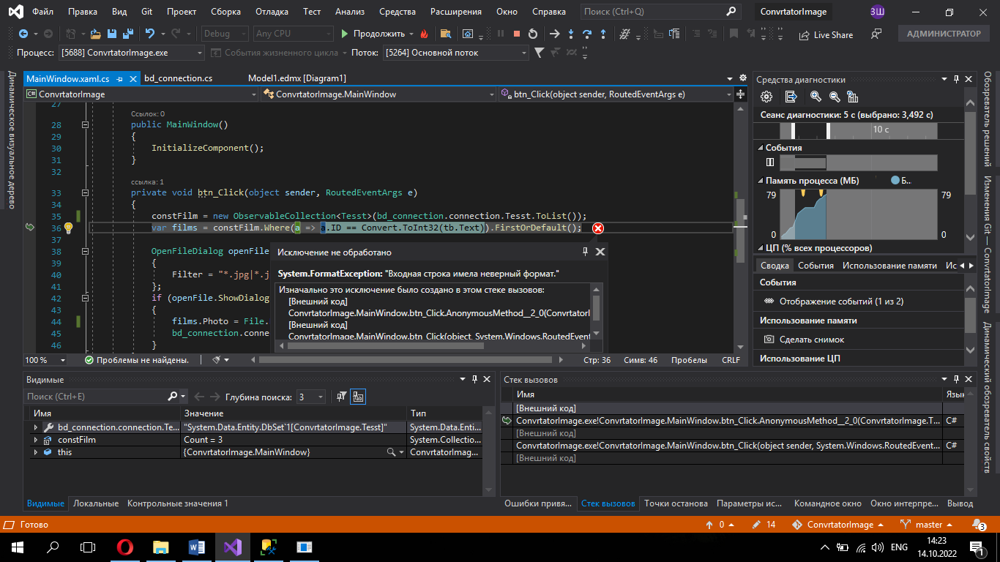 Файл Правка Вид Git Проект Сборка Отладка Тест Анализ Средства Расширения Окно Справка Поиск (Ctrl+Q) ConvrtatorImage ЗШ
Debug Any CPU Продолжить Live Share АДМИНИСТРАТОР
Процесс: [5688] ConvrtatorImage.exe События жизненного цикла Поток: [5264] Основной поток
Динамическое визуальное дерево
MainWindow.xaml.cs bd_connection.cs Model1.edmx [Diagram1]
ConvrtatorImage ConvrtatorImage.MainWindow btn_Click(object sender, RoutedEventArgs e)
27
Ссылок: 0
28 public MainWindow()
29 {
30 InitializeComponent();
31 }
32
ссылка: 1
33 private void btn_Click(object sender, RoutedEventArgs e)
34 {
35 constFilm = new ObservableCollection<Tesst>(bd_connection.connection.Tesst.ToList());
36 var films = constFilm.Where(a => a.ID == Convert.ToInt32(tb.Text)).FirstOrDefault();
37
38 OpenFileDialog openFile
39 {
40 Filter = "*.jpg|*.j
41 };
42 if (openFile.ShowDialog
43 {
44 films.Photo = File.
45 bd_connection.conne
46 }
Исключение не обработано
System.FormatException: "Входная строка имела неверный формат."
Изначально это исключение было создано в этом стеке вызовов:
[Внешний код]
ConvrtatorImage.MainWindow.btn_Click.AnonymousMethod__2_0(ConvrtatorI
[Внешний код]
ConvrtatorImage.MainWindow.btn_Click(object, System.Windows.RoutedEvent
100 % Проблемы не найдены. Стр: 36 Симв: 46 Пробелы CRLF
Средства диагностики
Сеанс диагностики: 5 с (выбрано: 3,492 с)
10 с
События
Память процесса (МБ) Б...
79 79
0 0
ЦП (% всех процессоров)
Сводка События Использование памяти Ис
События
Отображение событий (1 из 2)
Использование памяти
Сделать снимок
Использование ЦП
Обозреватель решений
Изменения Git — ConvrtatorImage
Динамический обозреватель свойств
Видимые
Поиск (Ctrl+E) Глубина поиска: 3
Имя Значение Тип
bd_connection.connection.Te... "System.Data.Entity.DbSet`1[ConvrtatorImage.Tesst]" System.Data.Enti...
constFilm Count = 3 System.Collectio...
this {ConvrtatorImage.MainWindow} ConvrtatorImag...
Видимые Локальные Контрольные значения 1
Стек вызовов
Имя Язык
[Внешний код]
ConvrtatorImage.exe!ConvrtatorImage.MainWindow.btn_Click.AnonymousMethod__2_0(ConvrtatorImage.T... C#
[Внешний код]
ConvrtatorImage.exe!ConvrtatorImage.MainWindow.btn_Click(object sender, System.Windows.RoutedEvent... C#
[Внешний код]
Ошибки привя... Стек вызовов Точки останова Параметры ис... Командное окно Окно интерпре... Вывод
Готово 0 14 ConvrtatorImage master 3
ENG 14:23
14.10.2022 1